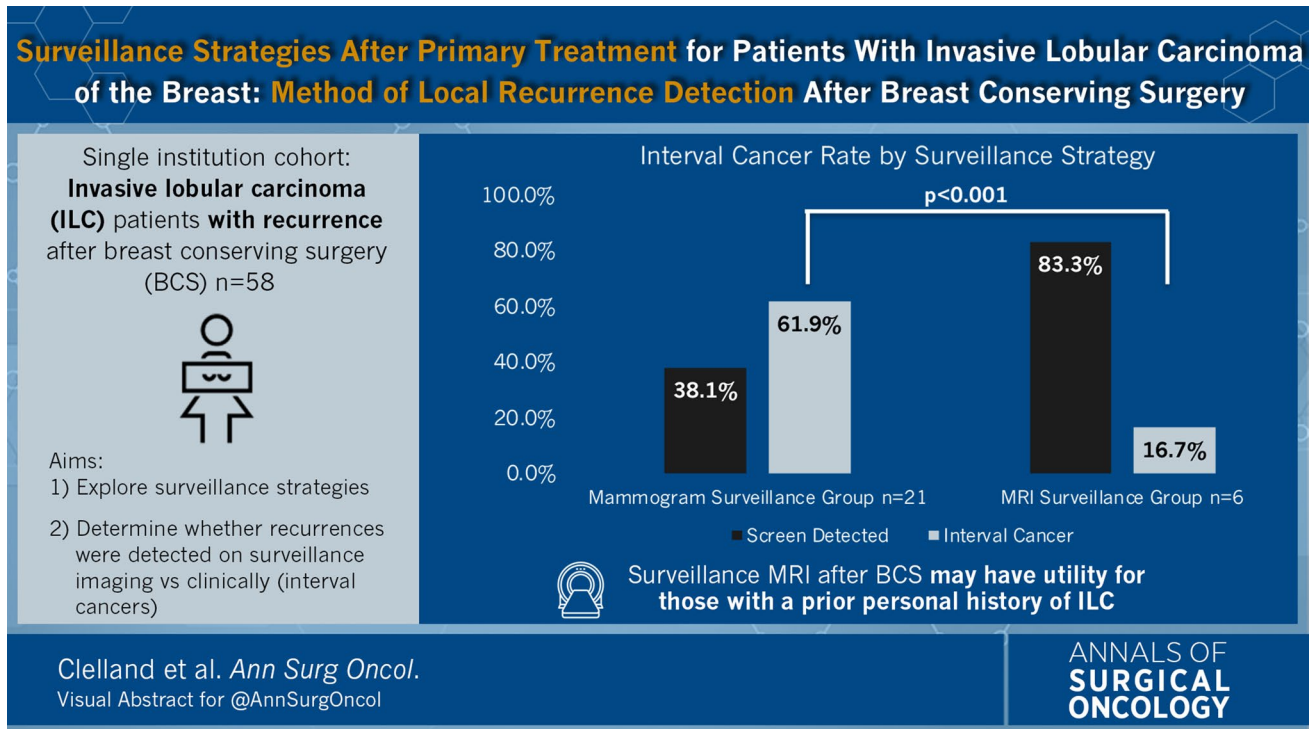 Surveillance Strategies After Primary Treatment for Patients With Invasive Lobular Carcinoma
of the Breast: Method of Local Recurrence Detection After Breast Conserving Surgery
Single institution cohort:
Invasive lobular carcinoma
(ILC) patients with recurrence
after breast conserving surgery
(BCS) n=58
Aims:
1) Explore surveillance strategies
2) Determine whether recurrences
were detected on surveillance
imaging vs clinically (interval
cancers)
Interval Cancer Rate by Surveillance Strategy
100.0%
80.0%
60.0%
40.0%
20.0%
0.0%
p<0.001
38.1%
61.9%
83.3%
16.7%
Mammogram Surveillance Group n=21
MRI Surveillance Group n=6
Screen Detected
Interval Cancer
Surveillance MRI after BCS may have utility for
those with a prior personal history of ILC
Clelland et al. Ann Surg Oncol.
Visual Abstract for @AnnSurgOncol
ANNALS OF
SURGICAL
ONCOLOGY